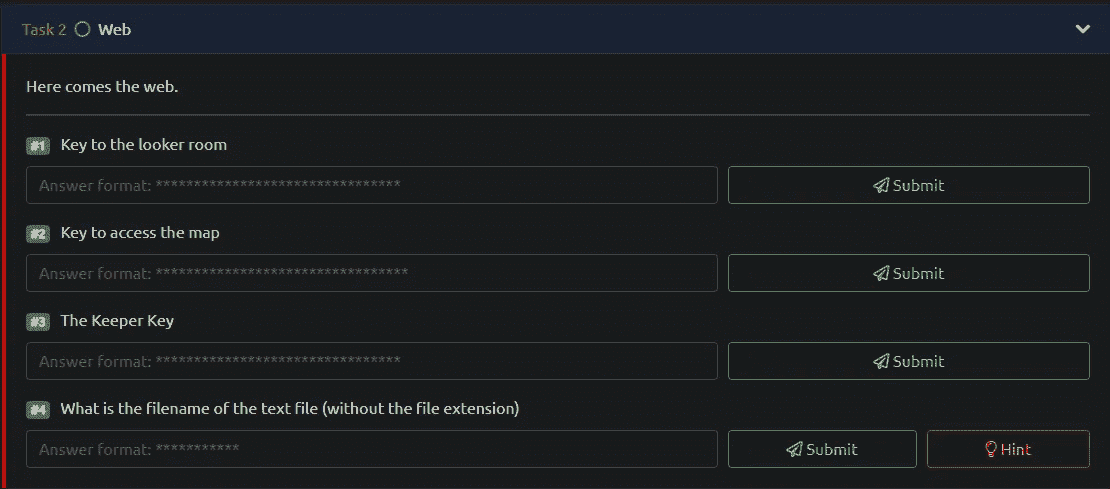 Task 2 Web
Here comes the web.
#1 Key to the looker room
Answer format: ********************************
Submit
#2 Key to access the map
Answer format: *********************************
Submit
#3 The Keeper Key
Answer format: ********************************
Submit
#4 What is the filename of the text file (without the file extension)
Answer format: ***********
Submit
Hint